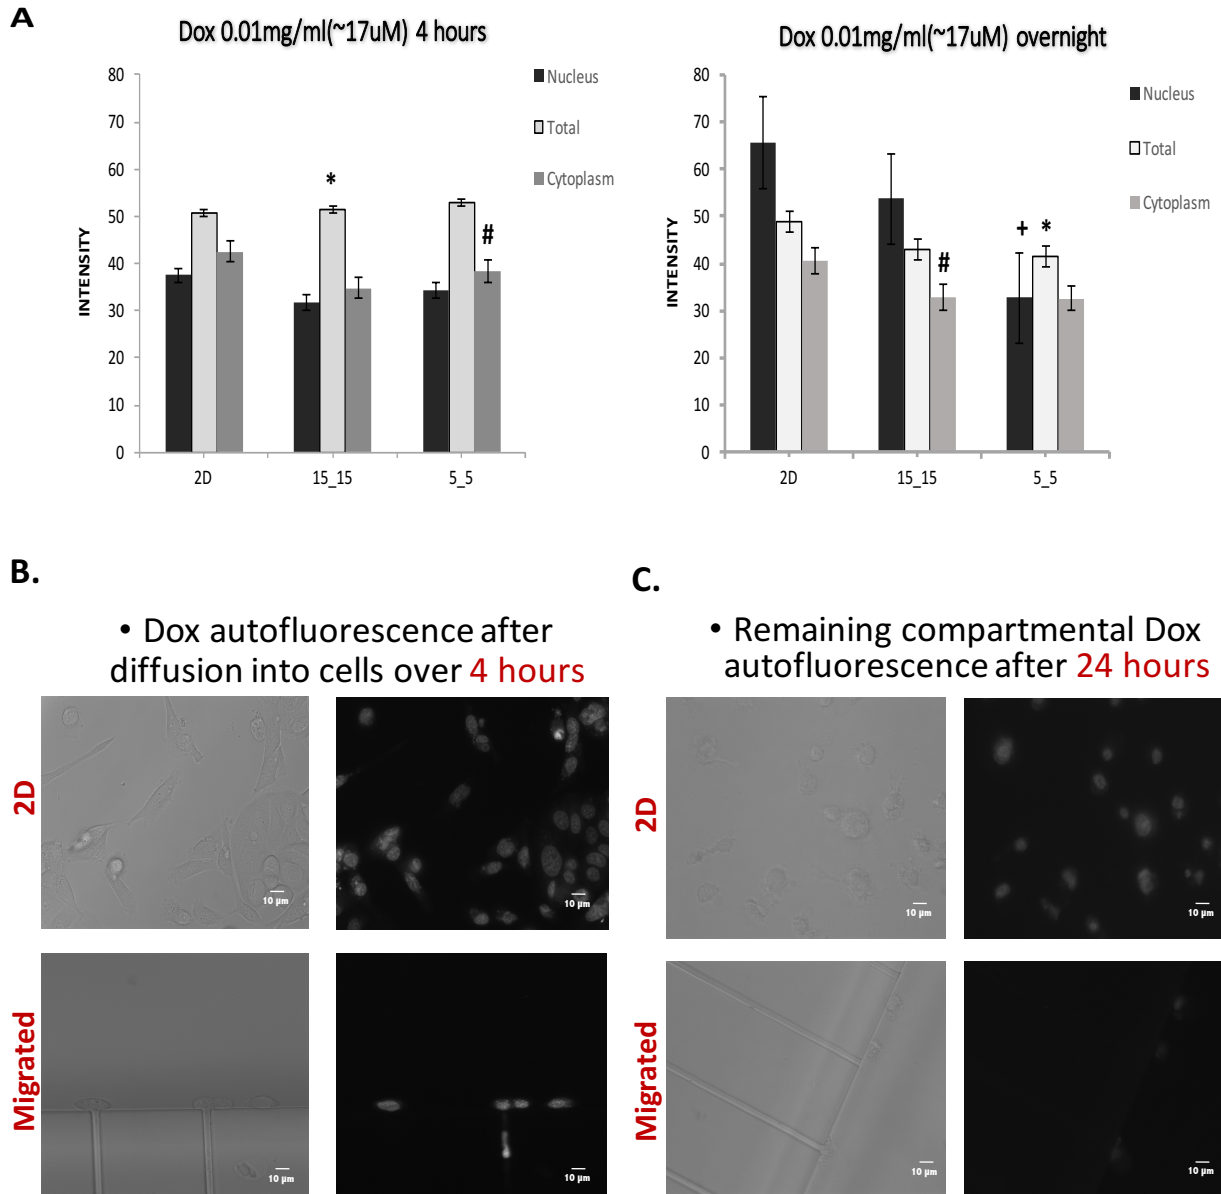 A
Dox 0.01mg/ml(~17uM) 4 hours
80
70
60
50
40
30
20
10
0
INTENSITY
*
#
2D
15_15
5_5
Nucleus
Total
Cytoplasm
Dox 0.01mg/ml(~17uM) overnight
80
70
60
50
40
30
20
10
0
INTENSITY
#
+ *
2D
15_15
5_5
Nucleus
Total
Cytoplasm
B.
• Dox autofluorescence after
diffusion into cells over 4 hours
2D
10 µm
10 µm
Migrated
10 µm
10 µm
C.
• Remaining compartmental Dox
autofluorescence after 24 hours
2D
10 µm
10 µm
Migrated
10 µm
10 µm